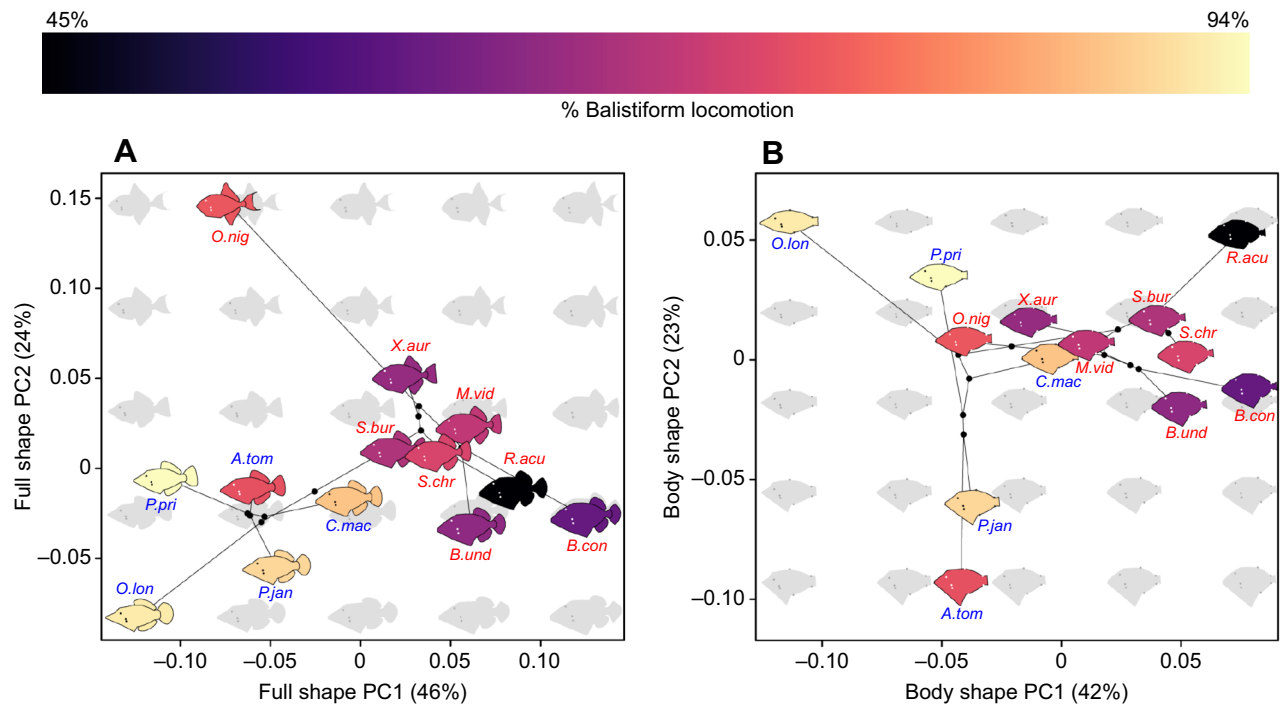 45%
94%
% Balistiform locomotion
A
B
Full shape PC2 (24%)
0.15
0.10
0.05
0
–0.05
O.nig
X.aur
M.vid
S.bur
S.chr
R.acu
A.tom
P.pri
C.mac
B.und
B.con
P.jan
O.lon
–0.10
–0.05
0
0.05
0.10
Full shape PC1 (46%)
Body shape PC2 (23%)
0.05
0
–0.05
–0.10
O.lon
P.pri
R.acu
X.aur
S.bur
O.nig
S.chr
M.vid
C.mac
B.con
B.und
P.jan
A.tom
–0.10
–0.05
0
0.05
Body shape PC1 (42%)